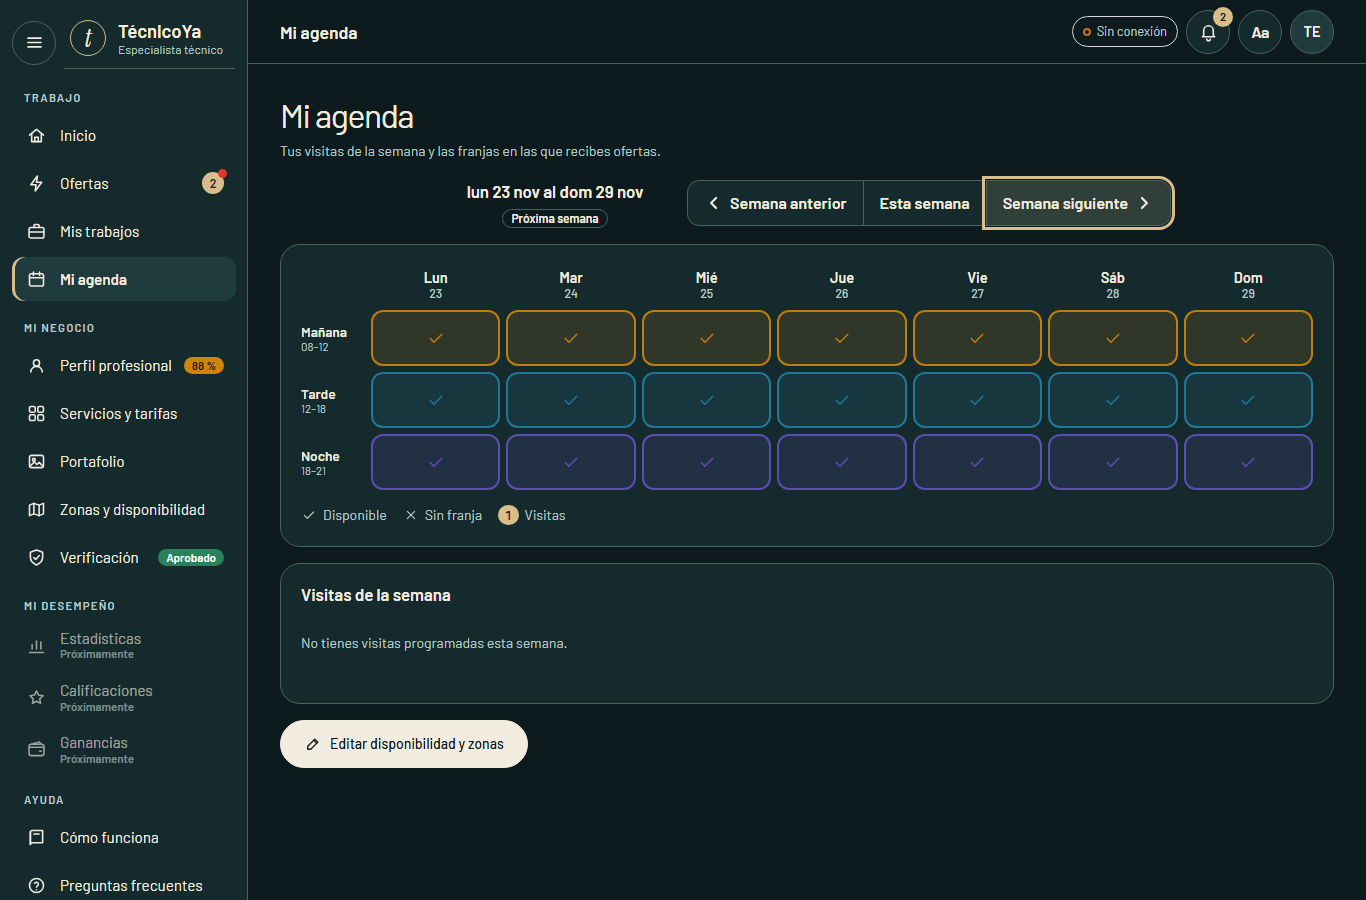 t
TécnicoYa
Especialista técnico
TRABAJO
Inicio
Ofertas 2
Mis trabajos
Mi agenda
MI NEGOCIO
Perfil profesional 88 %
Servicios y tarifas
Portafolio
Zonas y disponibilidad
Verificación Aprobado
MI DESEMPEÑO
Estadísticas
Próximamente
Calificaciones
Próximamente
Ganancias
Próximamente
AYUDA
Cómo funciona
Preguntas frecuentes
Mi agenda
Sin conexión 2 Aa TE
Mi agenda
Tus visitas de la semana y las franjas en las que recibes ofertas.
lun 23 nov al dom 29 nov
Próxima semana
Semana anterior Esta semana Semana siguiente
Lun Mar Mié Jue Vie Sáb Dom
23 24 25 26 27 28 29
Mañana
08–12
Tarde
12–18
Noche
18–21
Disponible Sin franja 1 Visitas
Visitas de la semana
No tienes visitas programadas esta semana.
Editar disponibilidad y zonas